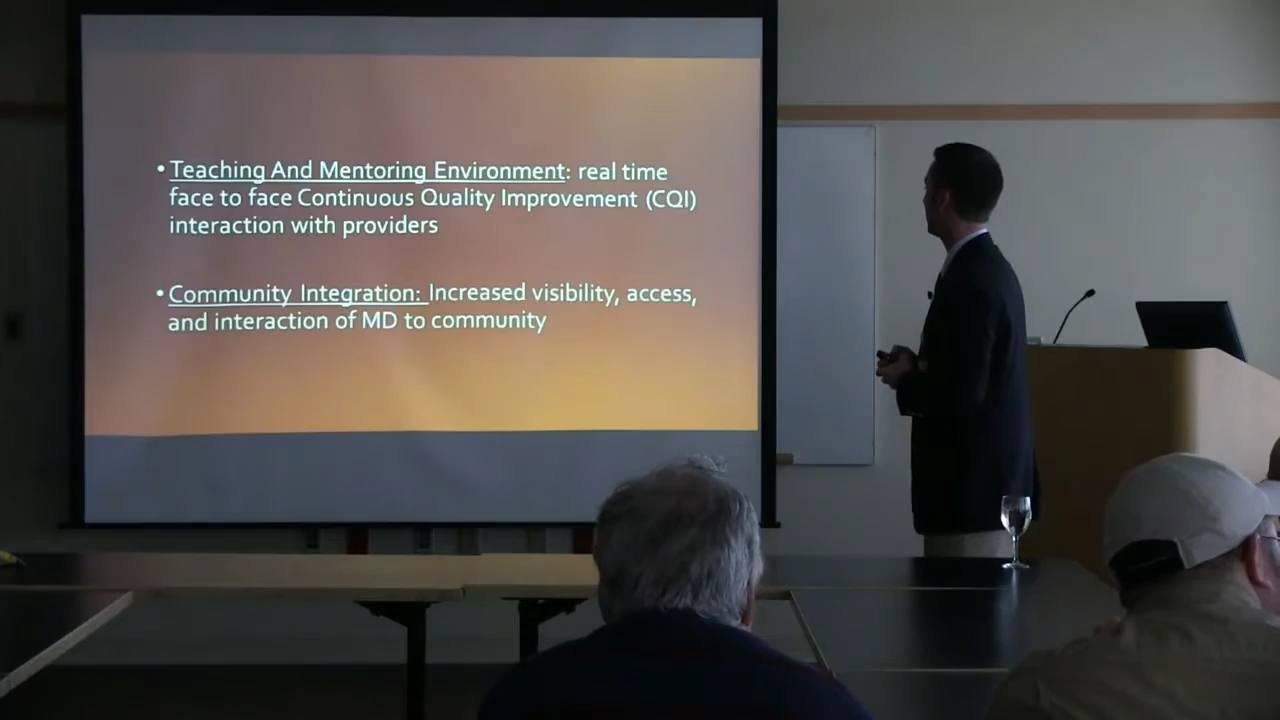 • Teaching And Mentoring Environment: real time
face to face Continuous Quality Improvement (CQI)
interaction with providers
• Community Integration: Increased visibility, access,
and interaction of MD to community